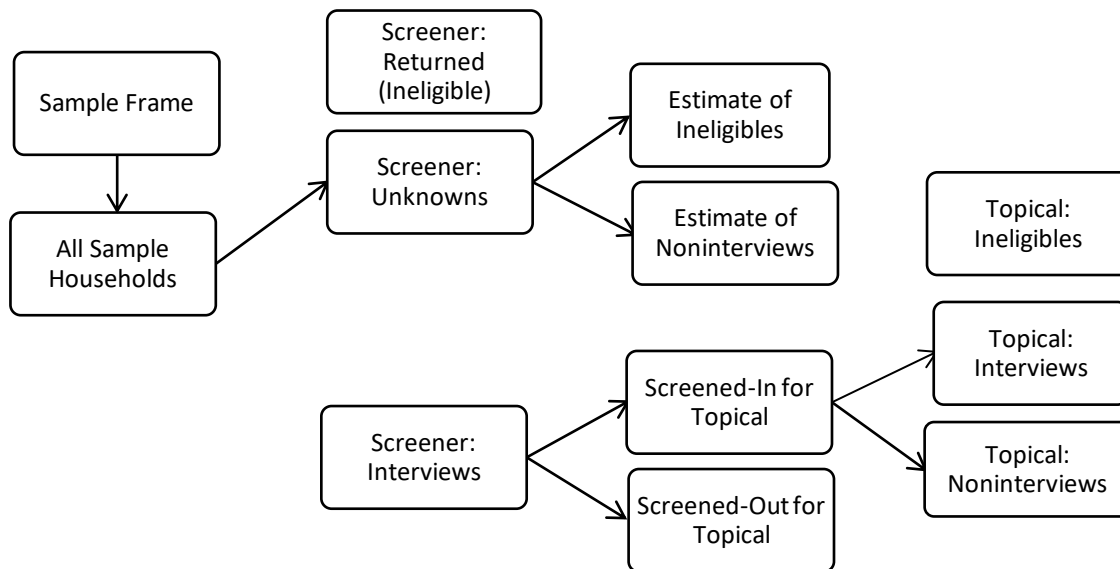 Sample Frame
All Sample
Households
Screener:
Returned
(Ineligible)
Screener:
Unknowns
Estimate of
Ineligibles
Estimate of
Noninterviews
Screener:
Interviews
Screened-In for
Topical
Screened-Out for
Topical
Topical:
Ineligibles
Topical:
Interviews
Topical:
Noninterviews